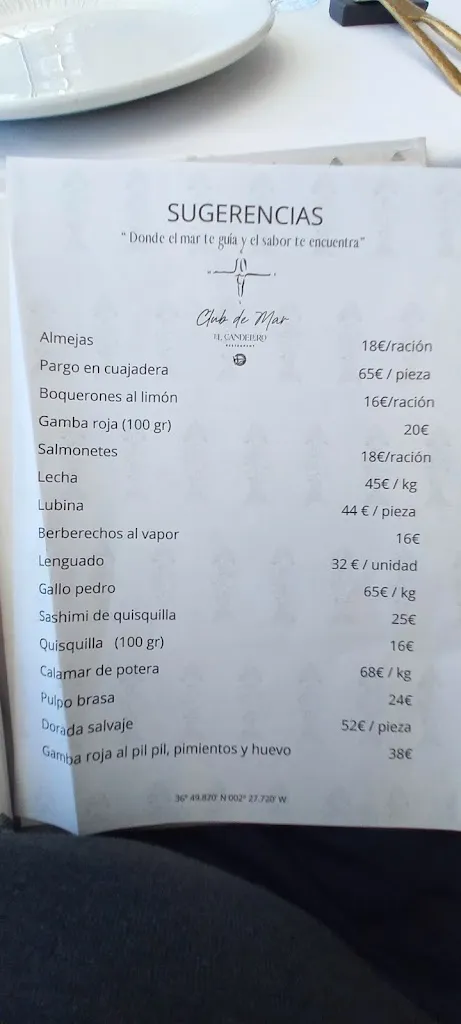 SUGERENCIAS
“ Donde el mar te guía y el sabor te encuentra”
Club de Mar
EL CANDELERO
RESTAURANT
Almejas 18€/ración
Pargo en cuajadera 65€ / pieza
Boquerones al limón 16€/ración
Gamba roja (100 gr) 20€
Salmonetes 18€/ración
Lecha 45€ / kg
Lubina 44 € / pieza
Berberechos al vapor 16€
Lenguado 32 € / unidad
Gallo pedro 65€ / kg
Sashimi de quisquilla 25€
Quisquilla (100 gr) 16€
Calamar de potera 68€ / kg
Pulpo brasa 24€
Dorada salvaje 52€ / pieza
Gamba roja al pil pil, pimientos y huevo 38€
36° 49.870' N 002° 27.720' W